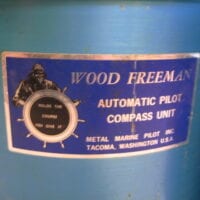 WOOD FREEMAN
AUTOMATIC PILOT
COMPASS UNIT
HOLDS THE
COURSE
YOU GIVE IT
METAL MARINE PILOT INC.
TACOMA, WASHINGTON U.S.A.